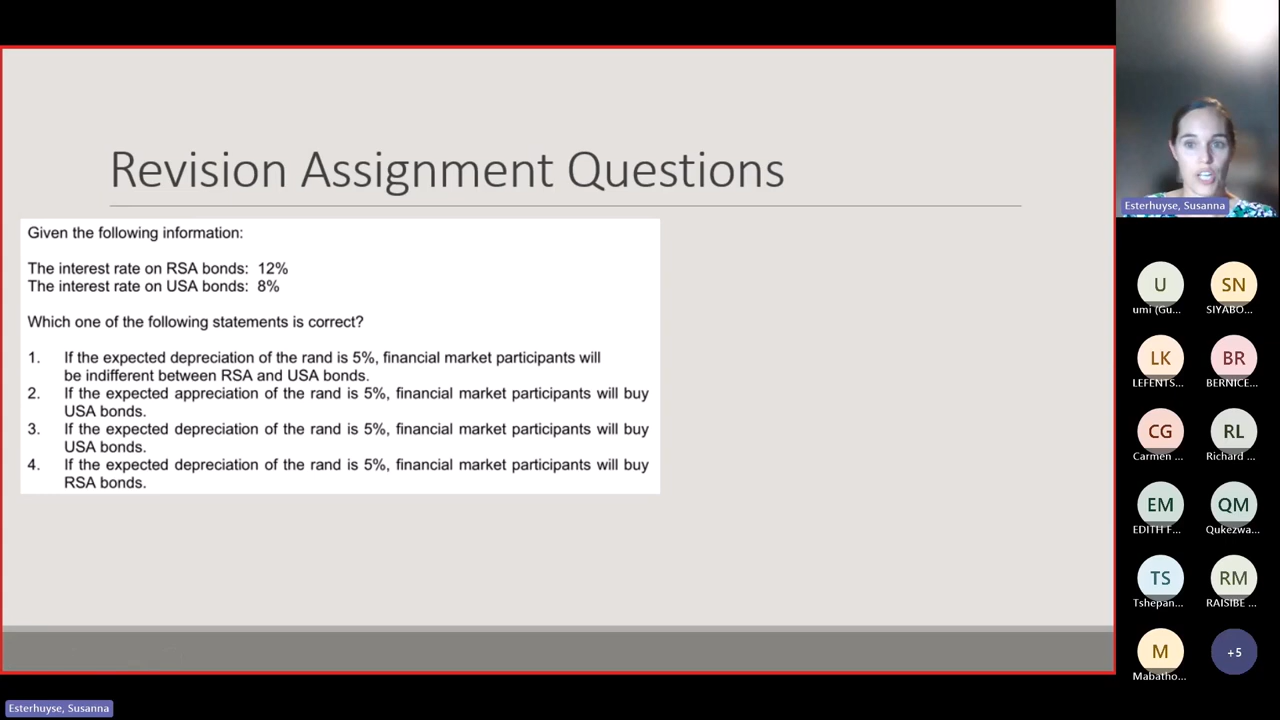 Revision Assignment Questions
Given the following information:
The interest rate on RSA bonds: 12%
The interest rate on USA bonds: 8%
Which one of the following statements is correct?
1. If the expected depreciation of the rand is 5%, financial market participants will
be indifferent between RSA and USA bonds.
2. If the expected appreciation of the rand is 5%, financial market participants will buy
USA bonds.
3. If the expected depreciation of the rand is 5%, financial market participants will buy
USA bonds.
4. If the expected depreciation of the rand is 5%, financial market participants will buy
RSA bonds.
Esterhuyse, Susanna
U SN
umi (Gu... SIYABO...
LK BR
LEFENTS... BERNICE...
CG RL
Carmen ... Richard ...
EM QM
EDITH F... Qukezwa...
TS RM
Tshepan... RAISIBE ...
M +5
Mabatho...
Esterhuyse, Susanna